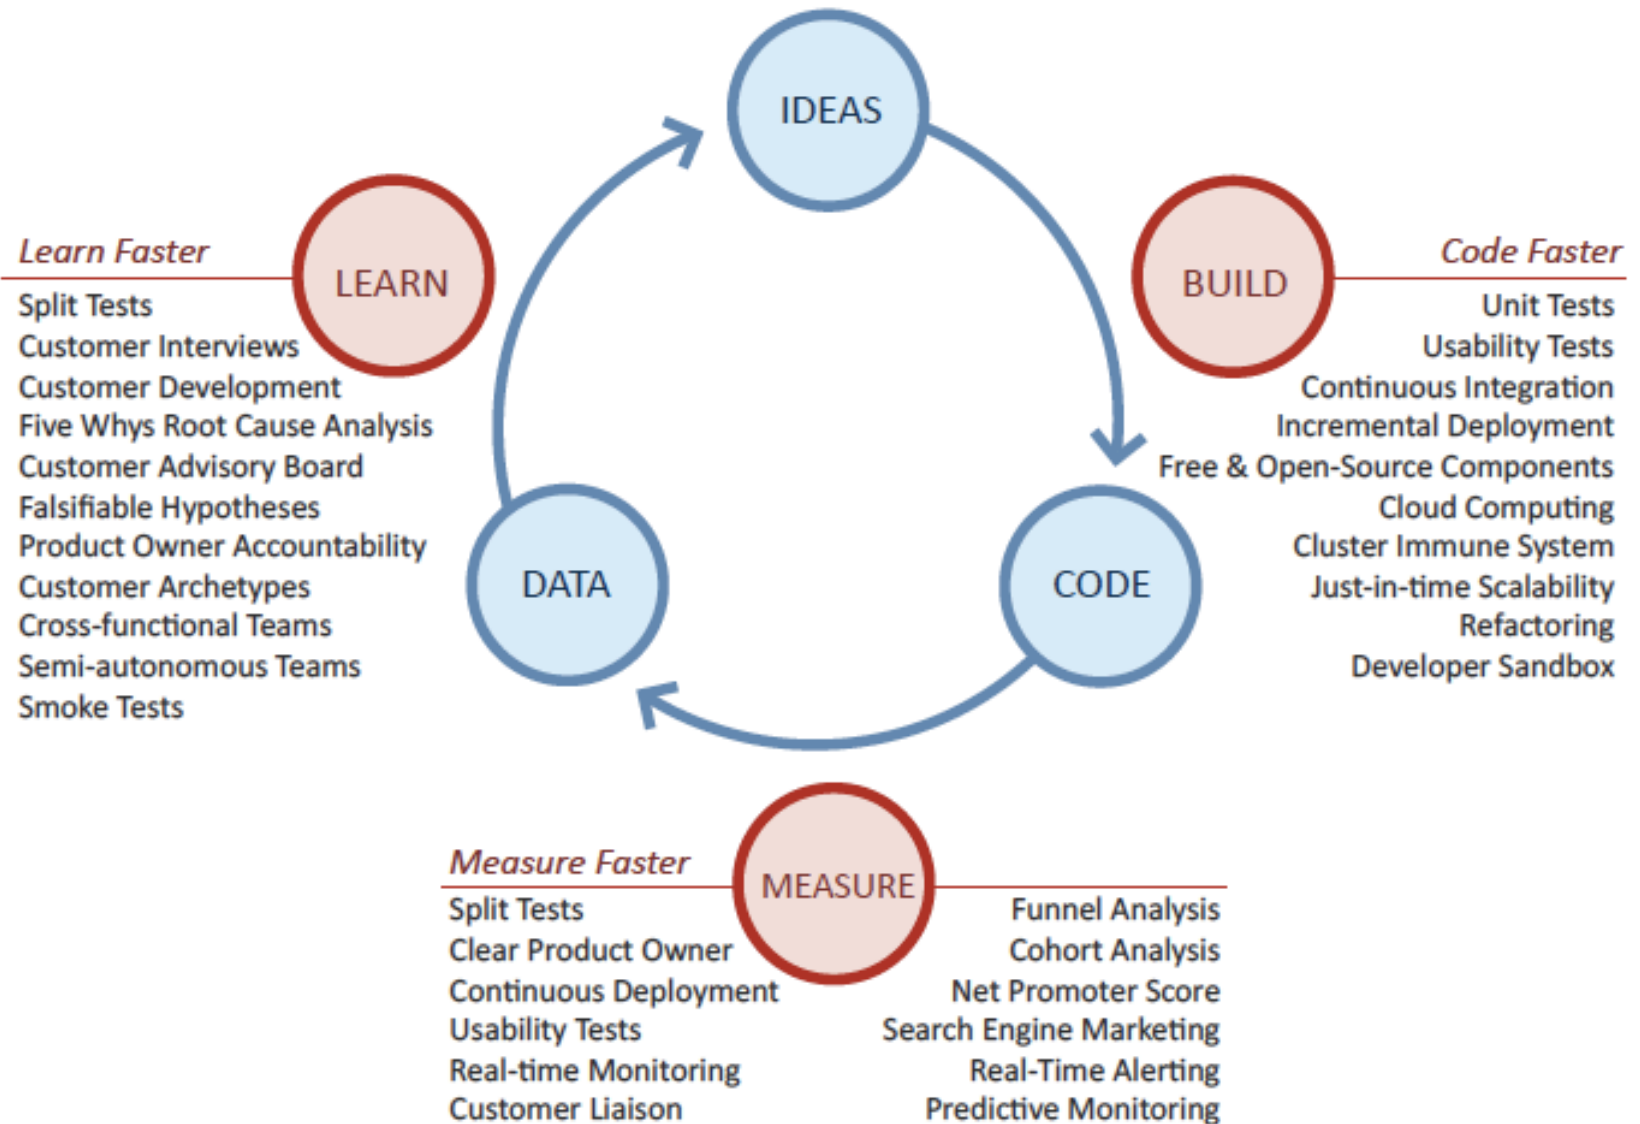 IDEAS
Learn Faster
LEARN
Split Tests
Customer Interviews
Customer Development
Five Whys Root Cause Analysis
Customer Advisory Board
Falsifiable Hypotheses
Product Owner Accountability
Customer Archetypes
Cross-functional Teams
Semi-autonomous Teams
Smoke Tests
BUILD
Code Faster
Unit Tests
Usability Tests
Continuous Integration
Incremental Deployment
Free & Open-Source Components
Cloud Computing
Cluster Immune System
Just-in-time Scalability
Refactoring
Developer Sandbox
DATA
CODE
Measure Faster
MEASURE
Split Tests
Clear Product Owner
Continuous Deployment
Usability Tests
Real-time Monitoring
Customer Liaison
Funnel Analysis
Cohort Analysis
Net Promoter Score
Search Engine Marketing
Real-Time Alerting
Predictive Monitoring